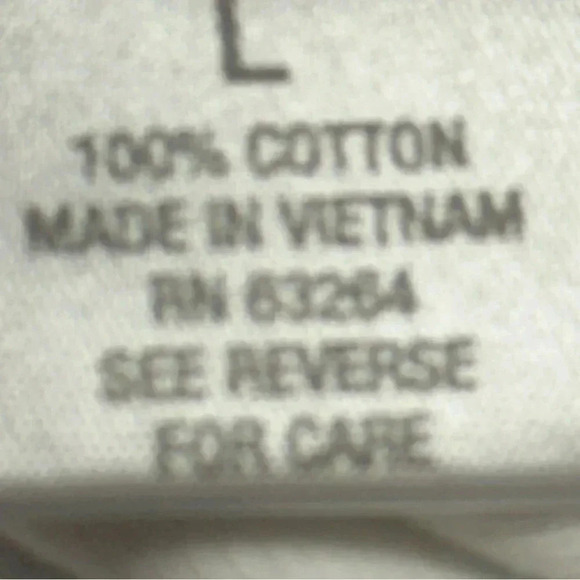 L
100% COTTON
MADE IN VIETNAM
RN 63264
SEE REVERSE
FOR CARE